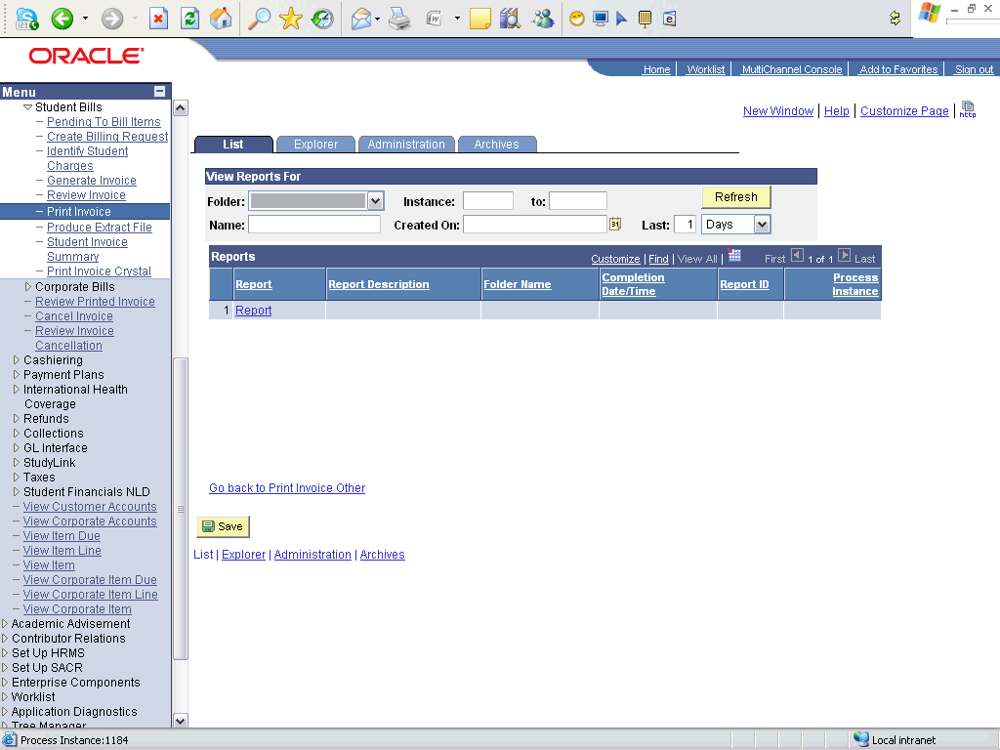 ORACLE®
Home Worklist MultiChannel Console Add to Favorites Sign out
Menu
Student Bills
Pending To Bill Items
Create Billing Request
Identify Student
Charges
Generate Invoice
Review Invoice
Print Invoice
Produce Extract File
Student Invoice
Summary
Print Invoice Crystal
Corporate Bills
Review Printed Invoice
Cancel Invoice
Review Invoice
Cancellation
Cashiering
Payment Plans
International Health
Coverage
Refunds
Collections
GL Interface
StudyLink
Taxes
Student Financials NLD
View Customer Accounts
View Corporate Accounts
View Item Due
View Item Line
View Item
View Corporate Item Due
View Corporate Item Line
View Corporate Item
Academic Advisement
Contributor Relations
Set Up HRMS
Set Up SACR
Enterprise Components
Worklist
Application Diagnostics
Tree Manager
New Window | Help | Customize Page | http
List Explorer Administration Archives
View Reports For
Folder: Instance: to: Refresh
Name: Created On: 31 Last: 1 Days
Reports Customize | Find | View All | First 1 of 1 Last
Report Report Description Folder Name Completion Date/Time Report ID Process Instance
1 Report
Go back to Print Invoice Other
Save
List | Explorer | Administration | Archives
Process Instance:1184 Local intranet